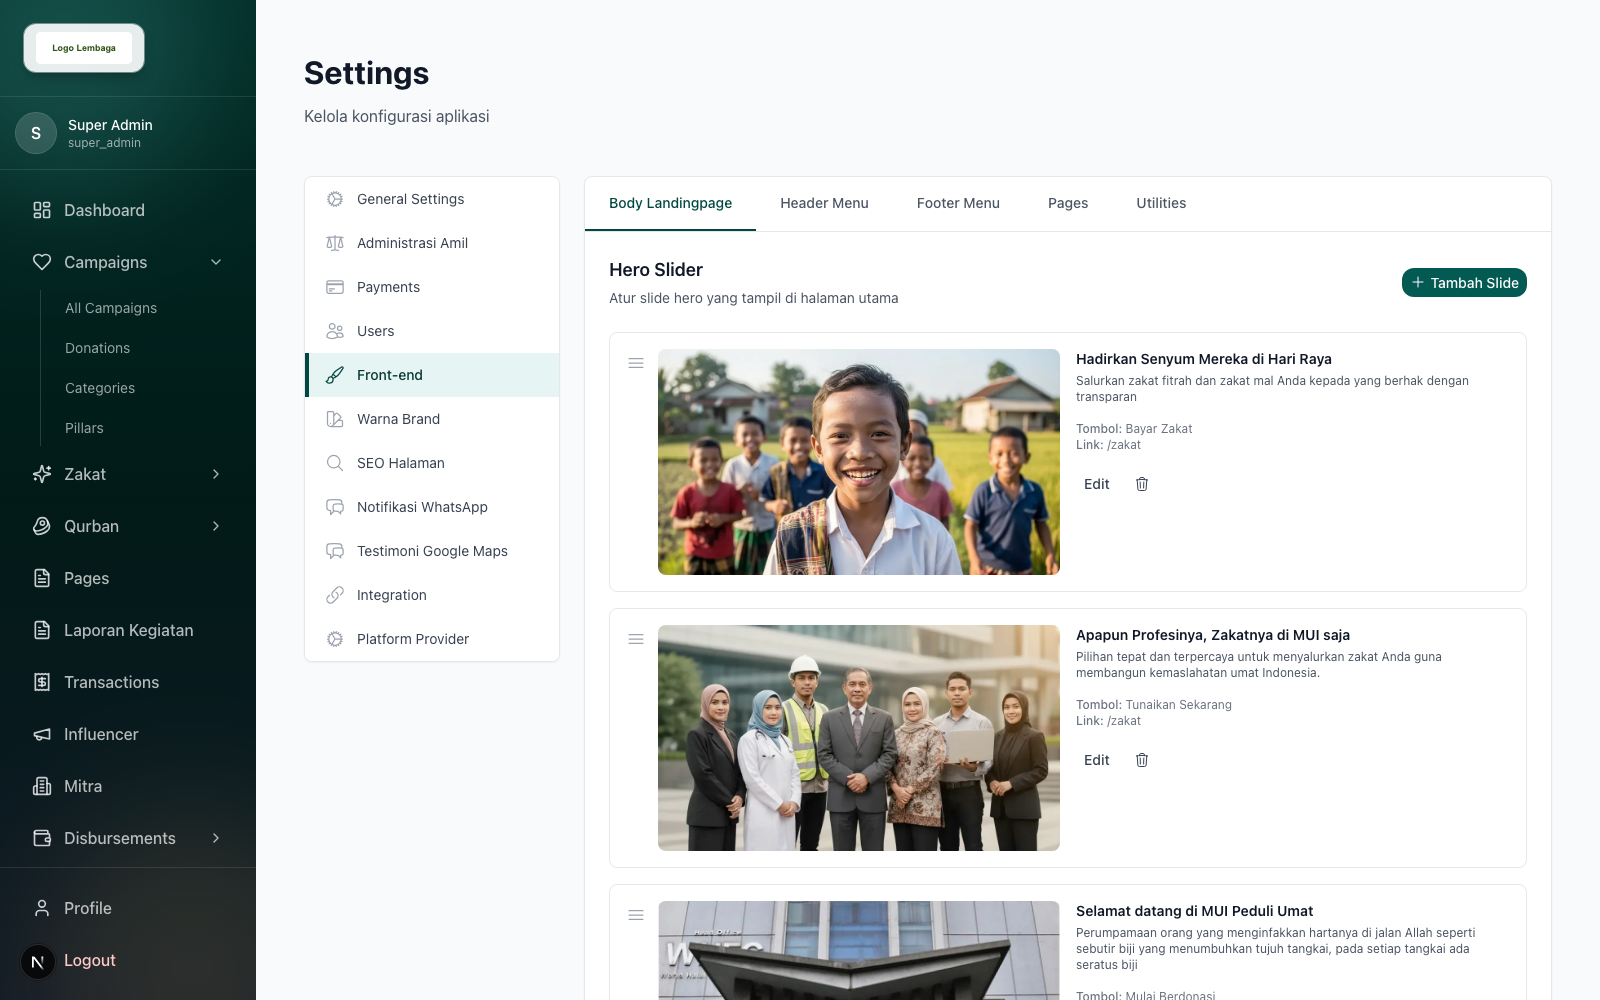 Logo Lembaga
S
Super Admin
super_admin
Dashboard
Campaigns
All Campaigns
Donations
Categories
Pillars
Zakat
Qurban
Pages
Laporan Kegiatan
Transactions
Influencer
Mitra
Disbursements
Profile
N
Logout
Settings
Kelola konfigurasi aplikasi
General Settings
Administrasi Amil
Payments
Users
Front-end
Warna Brand
SEO Halaman
Notifikasi WhatsApp
Testimoni Google Maps
Integration
Platform Provider
Body Landingpage
Header Menu
Footer Menu
Pages
Utilities
Hero Slider
Atur slide hero yang tampil di halaman utama
Tambah Slide
Hadirkan Senyum Mereka di Hari Raya
Salurkan zakat fitrah dan zakat mal Anda kepada yang berhak dengan
transparan
Tombol: Bayar Zakat
Link: /zakat
Edit
Apapun Profesinya, Zakatnya di MUI saja
Pilihan tepat dan terpercaya untuk menyalurkan zakat Anda guna
membangun kemaslahatan umat Indonesia.
Tombol: Tunaikan Sekarang
Link: /zakat
Edit
Selamat datang di MUI Peduli Umat
Perumpamaan orang yang menginfakkan hartanya di jalan Allah seperti
sebutir biji yang menumbuhkan tujuh tangkai, pada setiap tangkai ada
seratus biji
Tombol: Mulai Berdonasi